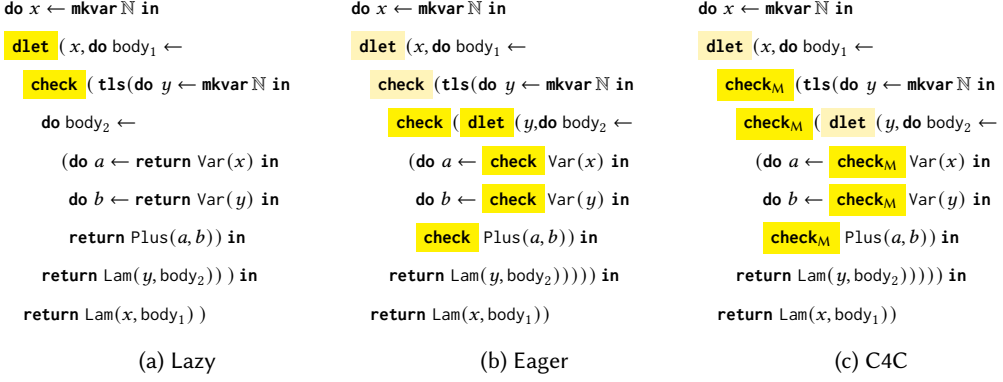 do x ← mkvar ℕ in
dlet ( x, do body₁ ←
check ( tls(do y ← mkvar ℕ in
do body₂ ←
(do a ← return Var(x) in
do b ← return Var(y) in
return Plus(a, b)) in
return Lam(y, body₂)) ) in
return Lam(x, body₁) )
(a) Lazy
do x ← mkvar ℕ in
dlet (x, do body₁ ←
check (tls(do y ← mkvar ℕ in
check ( dlet (y,do body₂ ←
(do a ← check Var(x) in
do b ← check Var(y) in
check Plus(a, b)) in
return Lam(y, body₂))))) in
return Lam(x, body₁))
(b) Eager
do x ← mkvar ℕ in
dlet (x, do body₁ ←
check_M (tls(do y ← mkvar ℕ in
check_M ( dlet (y, do body₂ ←
(do a ← check_M Var(x) in
do b ← check_M Var(y) in
check_M Plus(a, b)) in
return Lam(y, body₂))))) in
return Lam(x, body₁))
(c) C4C